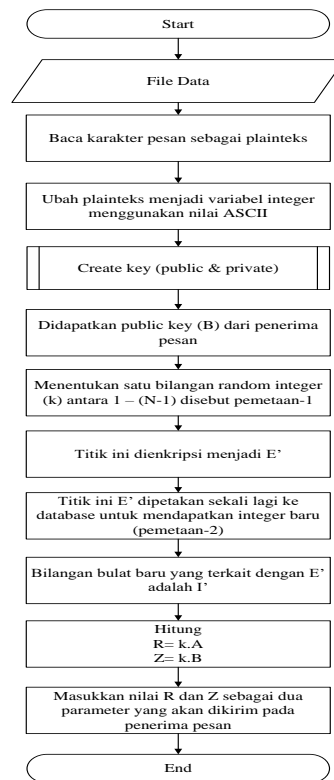 Start
File Data
Baca karakter pesan sebagai plainteks
Ubah plainteks menjadi variabel integer
menggunakan nilai ASCII
Create key (public & private)
Didapatkan public key (B) dari penerima
pesan
Menentukan satu bilangan random integer
(k) antara 1 – (N-1) disebut pemetaan-1
Titik ini dienkripsi menjadi E’
Titik ini E’ dipetakan sekali lagi ke
database untuk mendapatkan integer baru
(pemetaan-2)
Bilangan bulat baru yang terkait dengan E’
adalah I’
Hitung
R= k.A
Z= k.B
Masukkan nilai R dan Z sebagai dua
parameter yang akan dikirim pada
penerima pesan
End